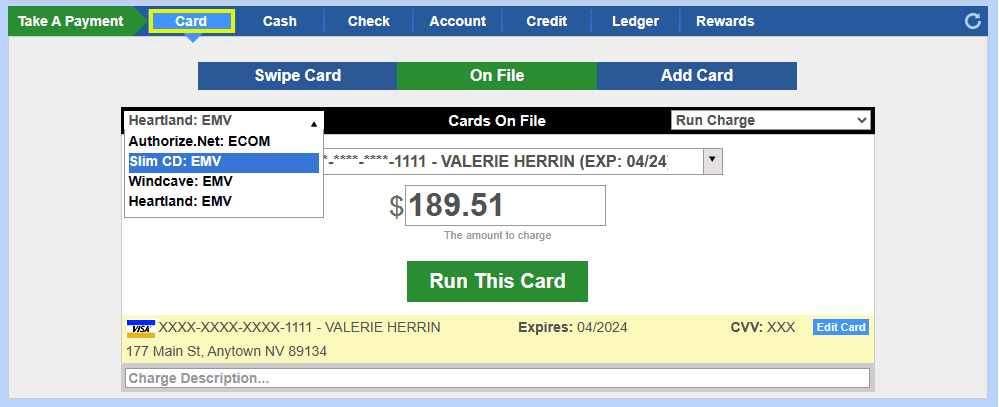 Take A Payment Card Cash Check Account Credit Ledger Rewards
Swipe Card On File Add Card
Heartland: EMV Cards On File Run Charge
Authorize.Net: ECOM
Slim CD: EMV
*-****-****-1111 - VALERIE HERRIN (EXP: 04/24
Windcave: EMV
Heartland: EMV
$189.51
The amount to charge
Run This Card
VISA XXXX-XXXX-XXXX-1111 - VALERIE HERRIN Expires: 04/2024 CVV: XXX Edit Card
177 Main St, Anytown NV 89134
Charge Description...